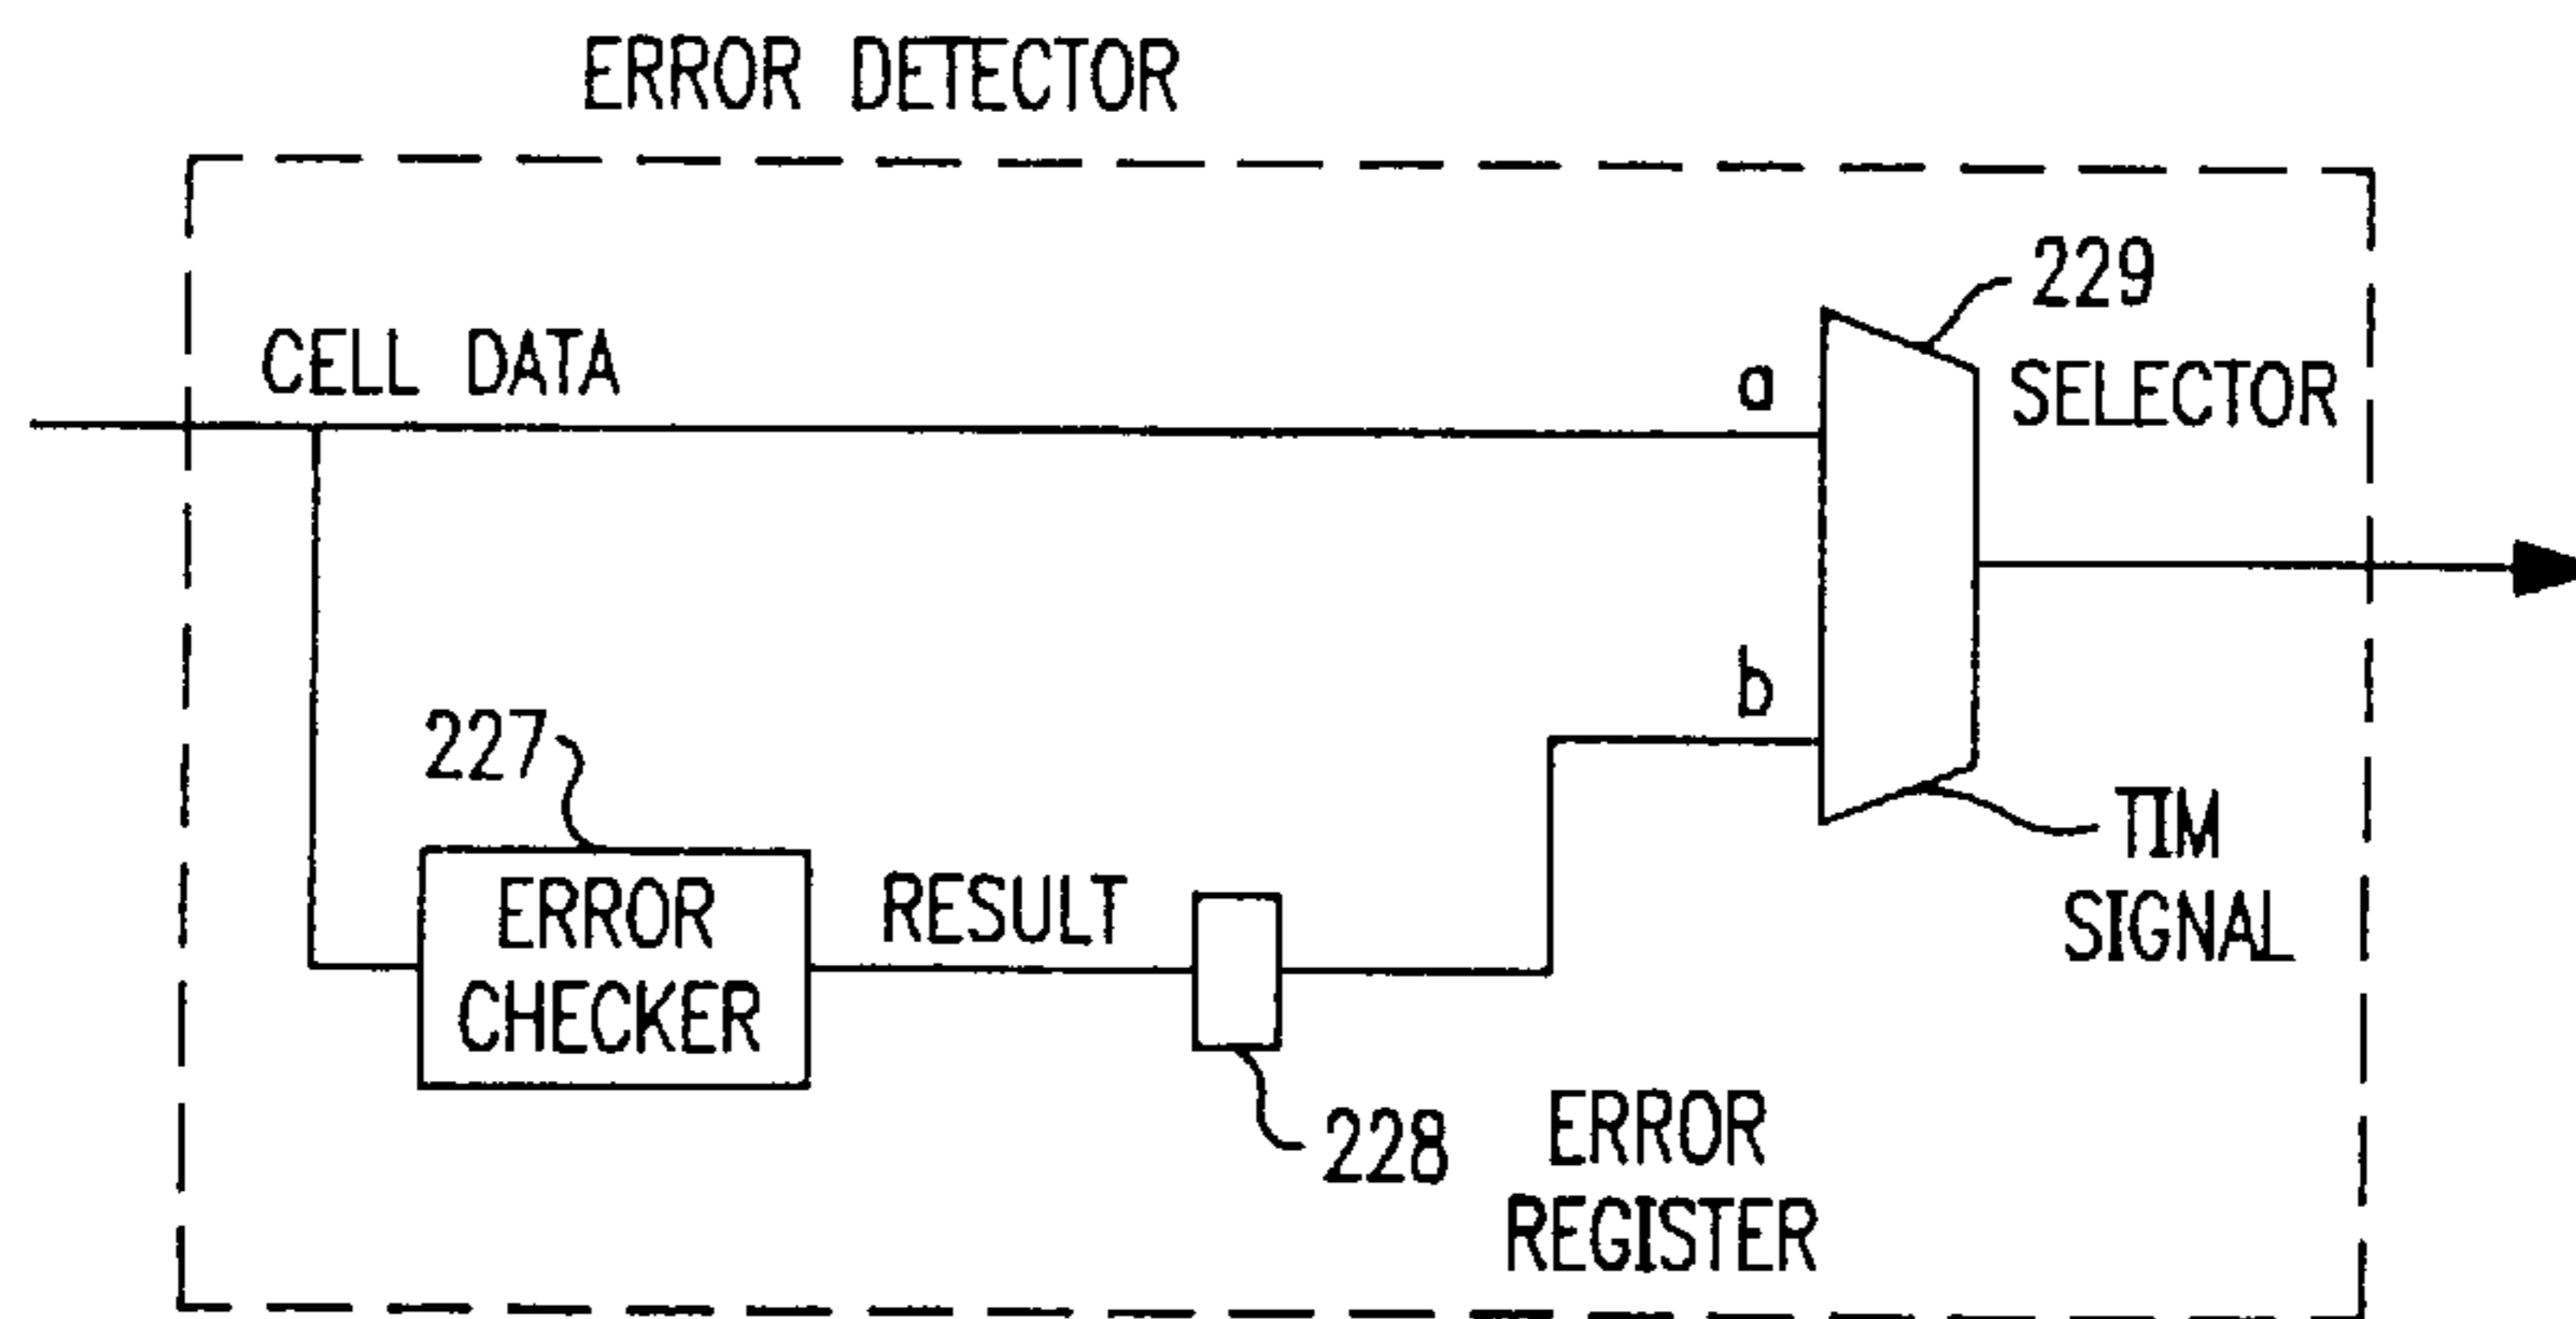 ERROR DETECTOR
229
CELL DATA
a
SELECTOR
b
227
TIM
SIGNAL
ERROR
CHECKER
RESULT
228
ERROR
REGISTER